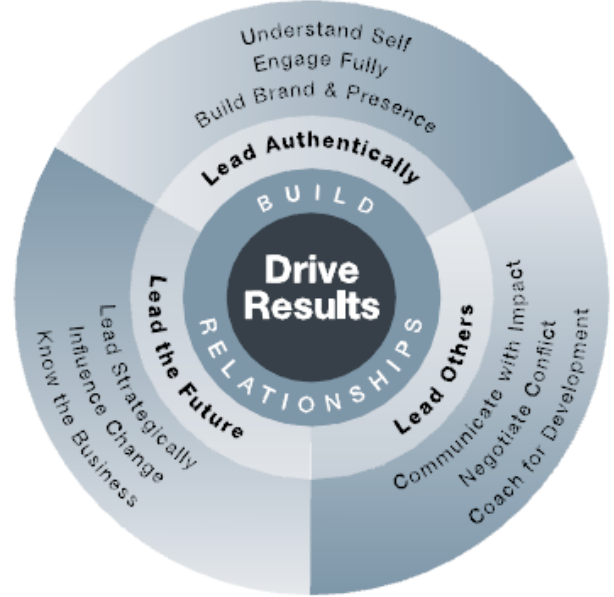 Understand Self
Engage Fully
Build Brand & Presence
Lead Authentically
BUILD
RELATIONSHIPS
Drive
Results
Lead Others
Communicate with Impact
Negotiate Conflict
Coach for Development
Lead the Future
Lead Strategically
Influence Change
Know the Business